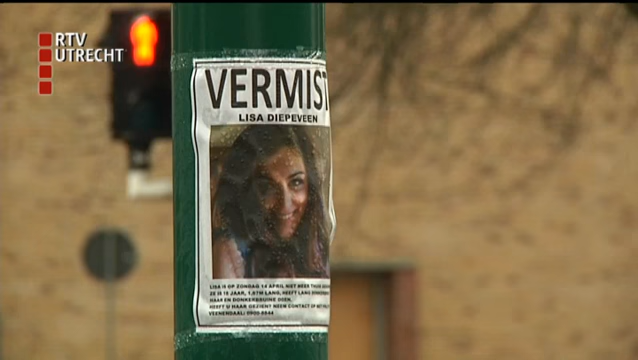 RTV
UTRECHT
VERMIST
LISA DIEPEVEEN
LISA IS OP ZONDAG 14 APRIL NIET MEER THUIS
ZE IS 16 JAAR, 1.67M LANG, HEEFT LANG
HAAR EN DONKERBRUINE OGEN.
HEEFT U HAAR GEZIEN? NEEM CONTACT OP MET
VEENENDAAL: 0900 8844